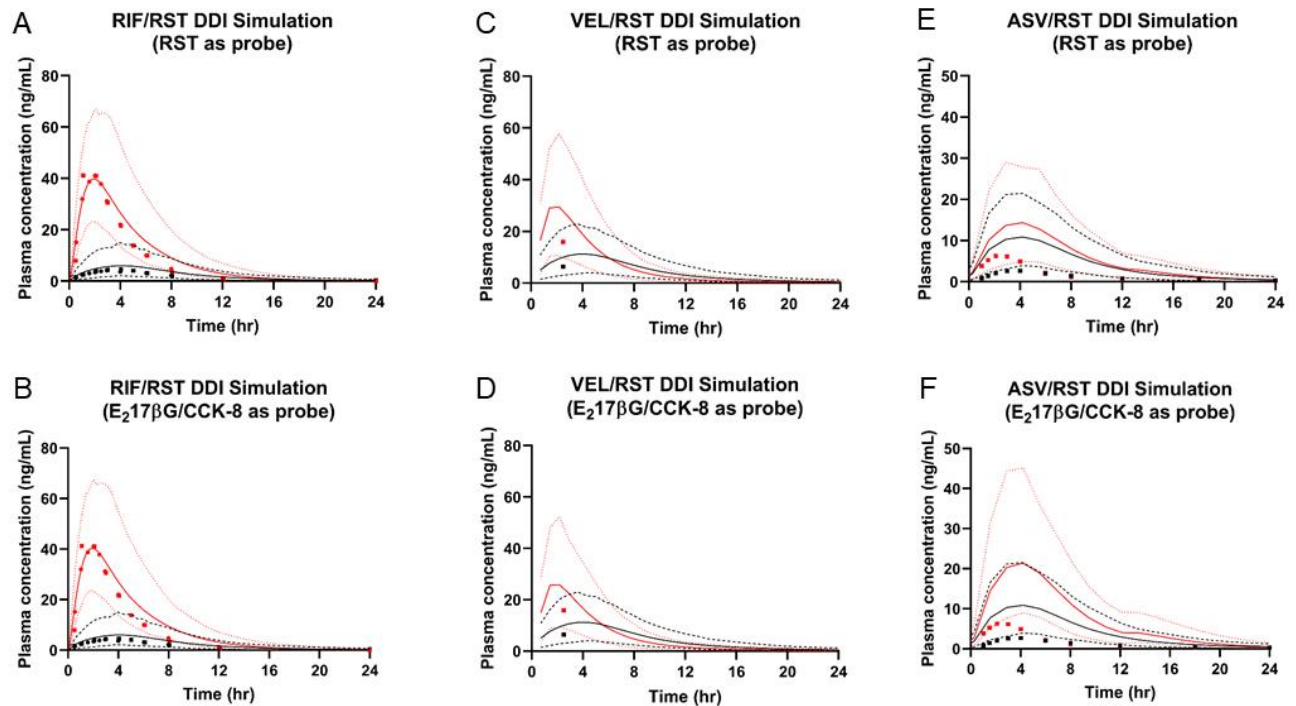 A
RIF/RST DDI Simulation
(RST as probe)
Plasma concentration (ng/mL)
80
60
40
20
0
0 4 8 12 16 20 24
Time (hr)
C
VEL/RST DDI Simulation
(RST as probe)
Plasma concentration (ng/mL)
80
60
40
20
0
0 4 8 12 16 20 24
Time (hr)
E
ASV/RST DDI Simulation
(RST as probe)
Plasma concentration (ng/mL)
50
40
30
20
10
0
0 4 8 12 16 20 24
Time (hr)
B
RIF/RST DDI Simulation
(E₂17βG/CCK-8 as probe)
Plasma concentration (ng/mL)
80
60
40
20
0
0 4 8 12 16 20 24
Time (hr)
D
VEL/RST DDI Simulation
(E₂17βG/CCK-8 as probe)
Plasma concentration (ng/mL)
80
60
40
20
0
0 4 8 12 16 20 24
Time (hr)
F
ASV/RST DDI Simulation
(E₂17βG/CCK-8 as probe)
Plasma concentration (ng/mL)
50
40
30
20
10
0
0 4 8 12 16 20 24
Time (hr)